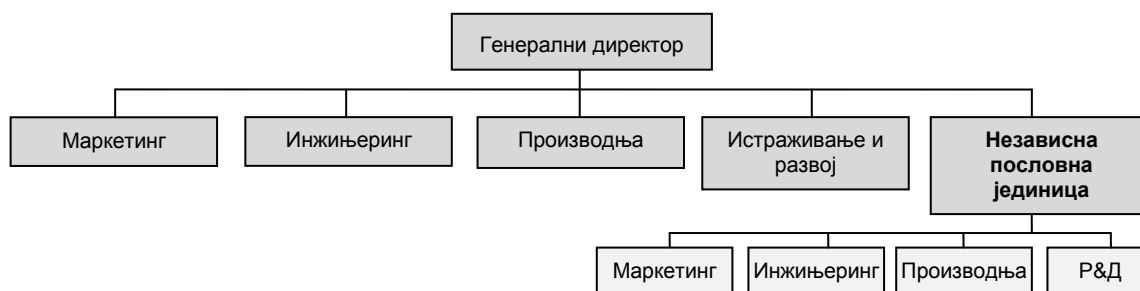 Генерални директор
Маркетинг
Инжињеринг
Производња
Истраживање и
развој
Независна
пословна
јединица
Маркетинг
Инжињеринг
Производња
Р&Д